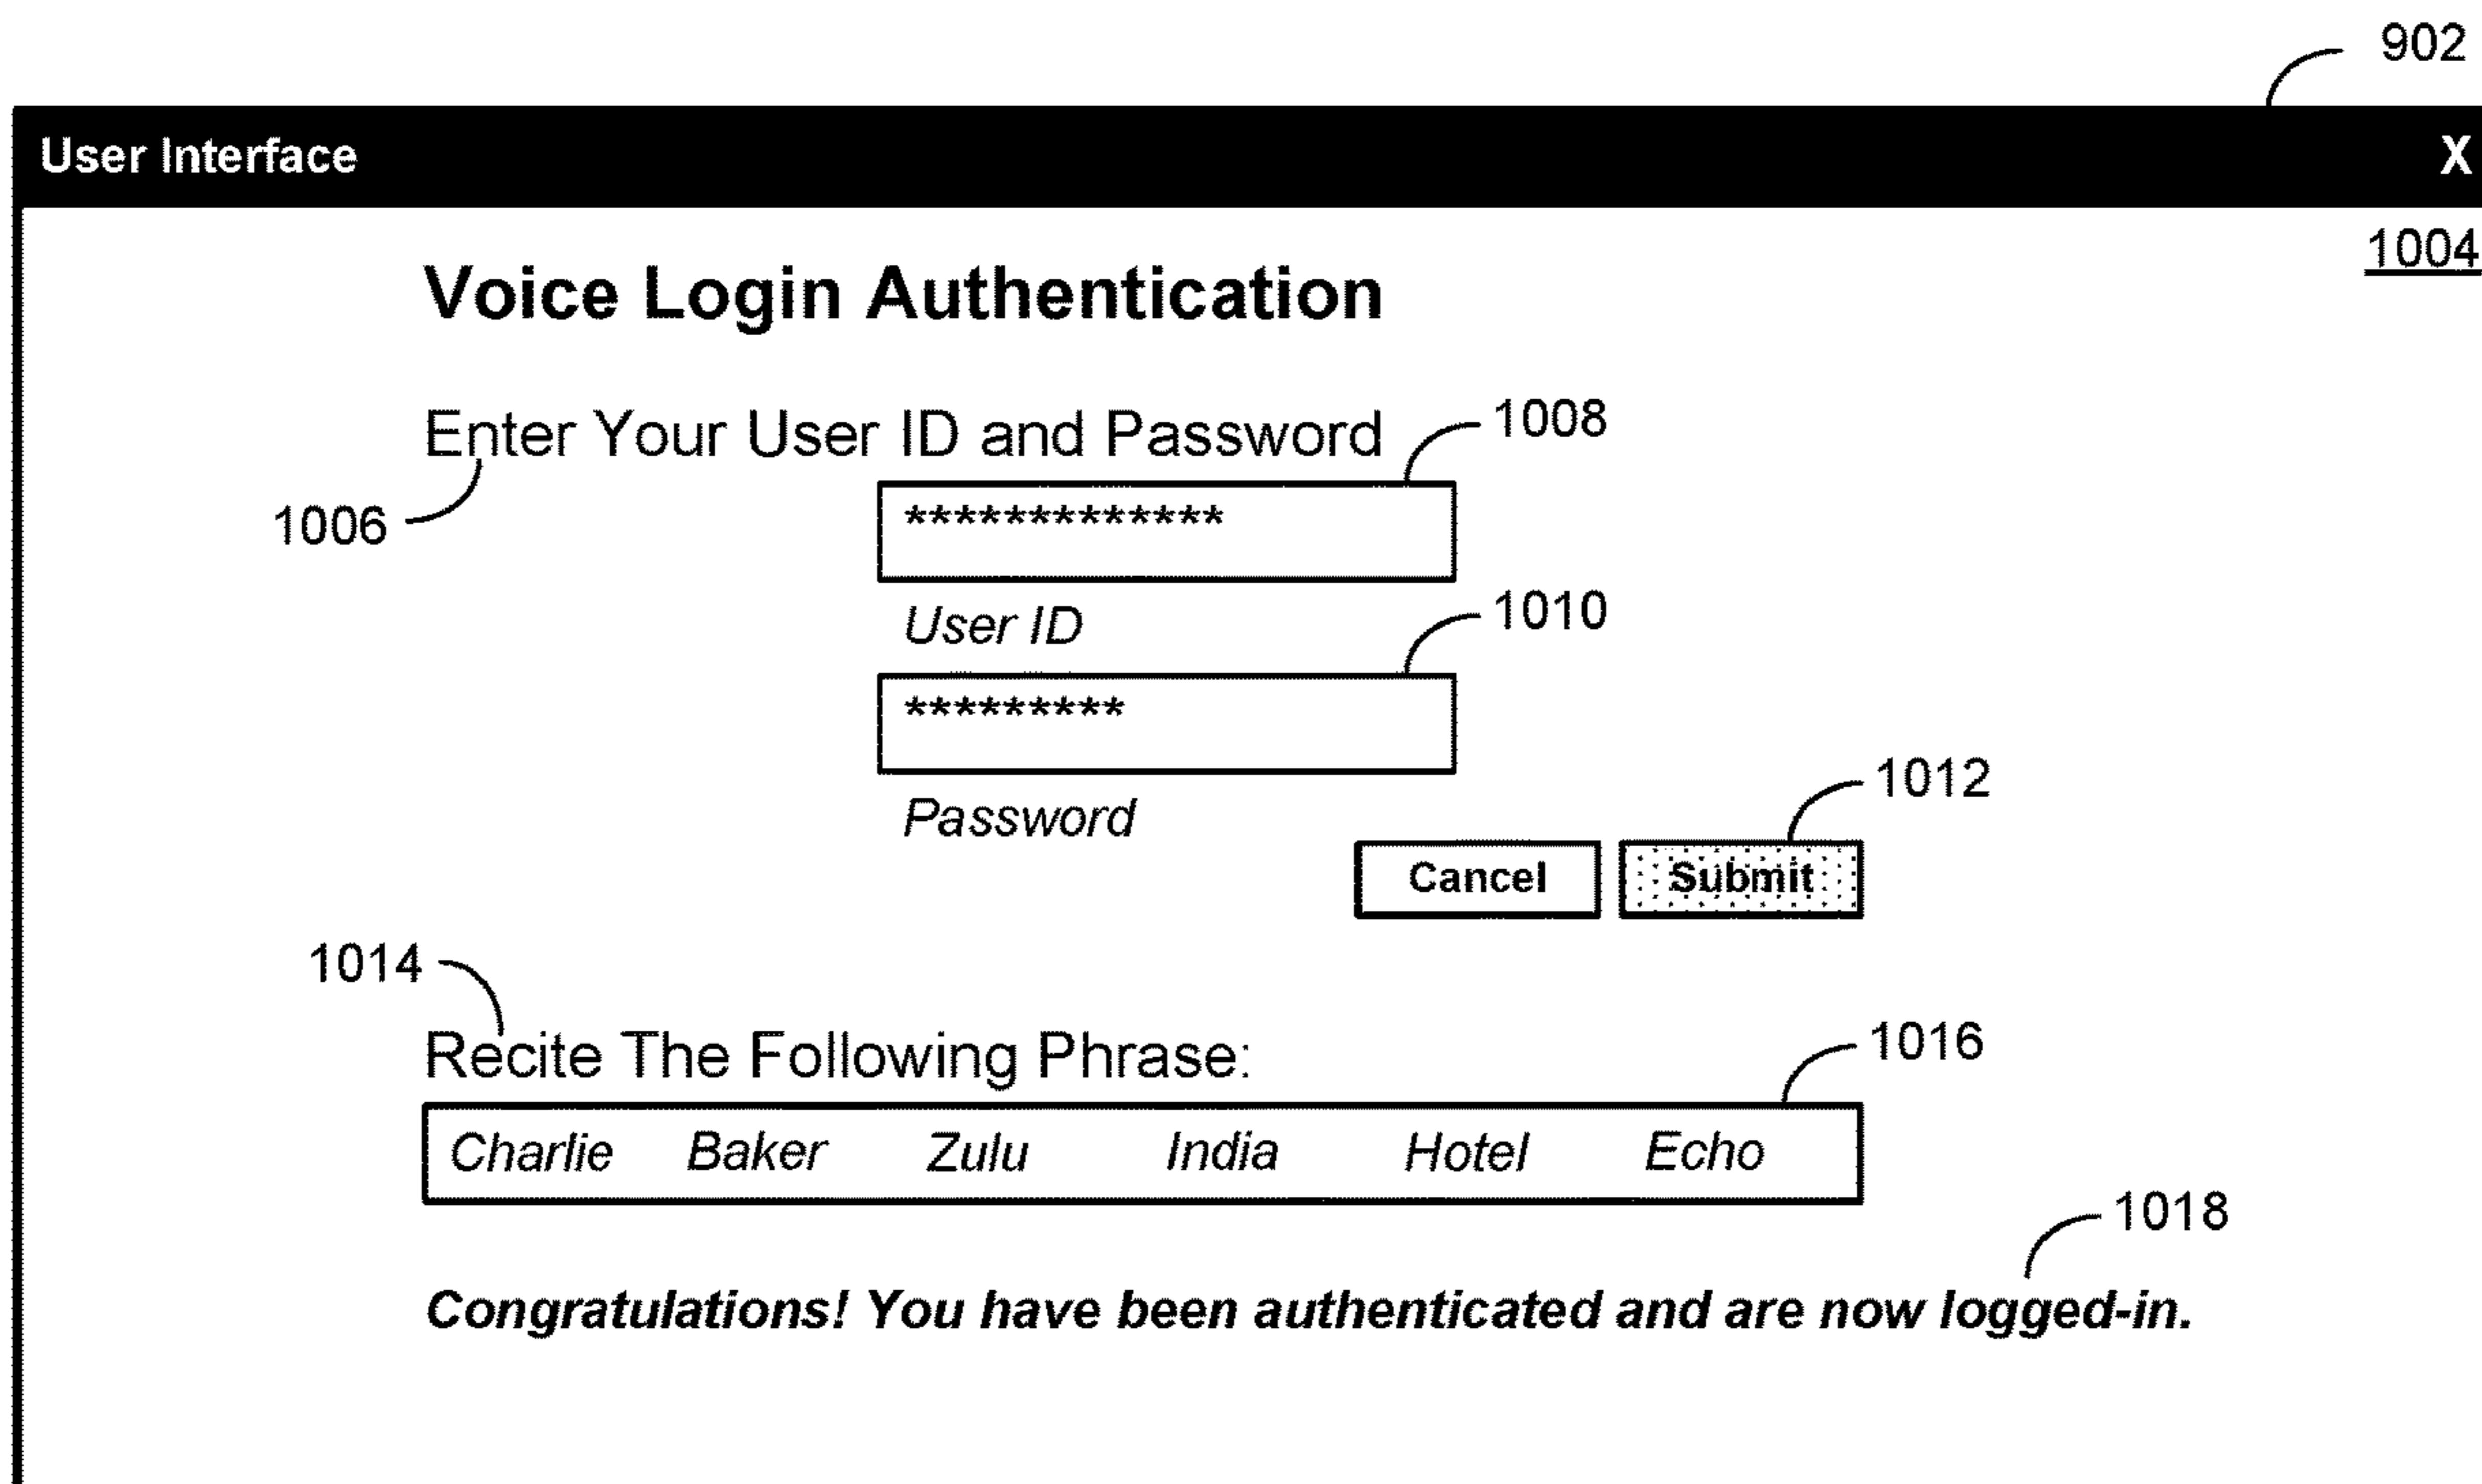 902
User Interface X
1004
Voice Login Authentication
Enter Your User ID and Password
1008
1006
*************
User ID
1010
*********
Password
1012
Cancel Submit
1014
Recite The Following Phrase:
1016
Charlie Baker Zulu India Hotel Echo
1018
Congratulations! You have been authenticated and are now logged-in.